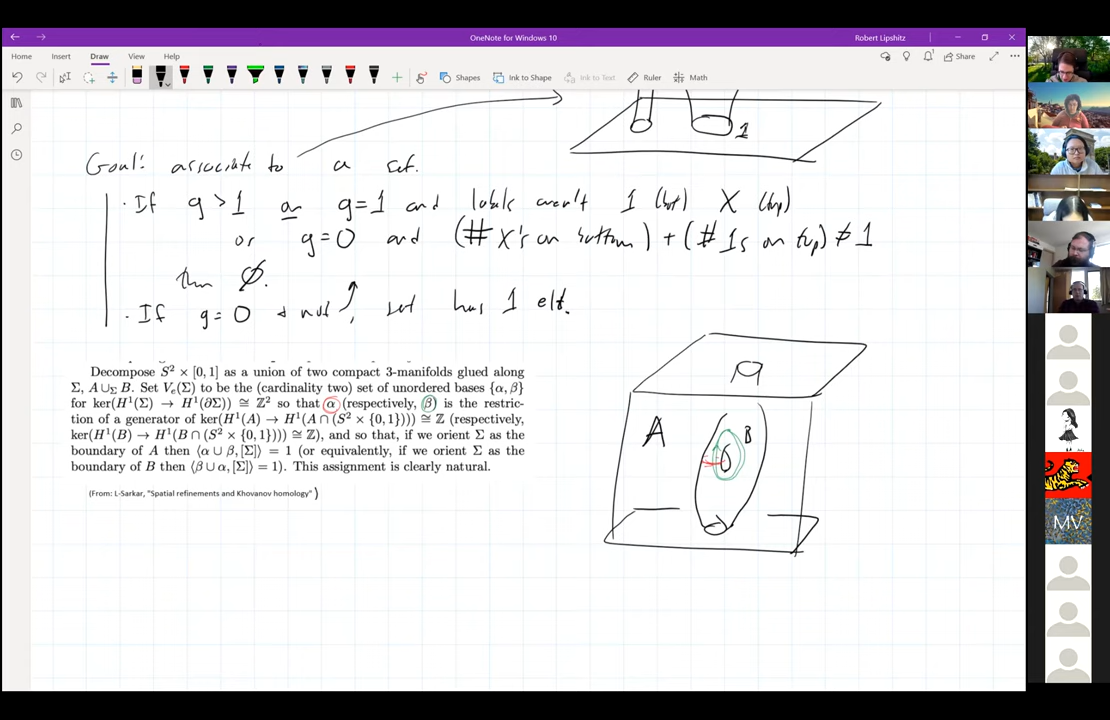 OneNote for Windows 10
Robert Lipshitz
Home Insert Draw View Help
Shapes Ink to Shape Ink to Text Ruler Math Share
1
Goal: associate to a set.
· If g > 1 or g = 1 and labels aren't 1 (bot) X (top)
or g = 0 and (# X's on bottom) + (# 1s on top) ≠ 1
then ∅.
· If g = 0 + not ↑, set has 1 elt.
Decompose S² × [0, 1] as a union of two compact 3-manifolds glued along
Σ, A ∪_Σ B. Set V_e(Σ) to be the (cardinality two) set of unordered bases {α, β}
for ker(H¹(Σ) → H¹(∂Σ)) ≅ ℤ² so that α (respectively, β) is the restric-
tion of a generator of ker(H¹(A) → H¹(A ∩ (S² × {0, 1}))) ≅ ℤ (respectively,
ker(H¹(B) → H¹(B ∩ (S² × {0, 1}))) ≅ ℤ), and so that, if we orient Σ as the
boundary of A then ⟨α ∪ β, [Σ]⟩ = 1 (or equivalently, if we orient Σ as the
boundary of B then ⟨β ∪ α, [Σ]⟩ = 1). This assignment is clearly natural.
(From: L-Sarkar, "Spatial refinements and Khovanov homology")
A
B
MV